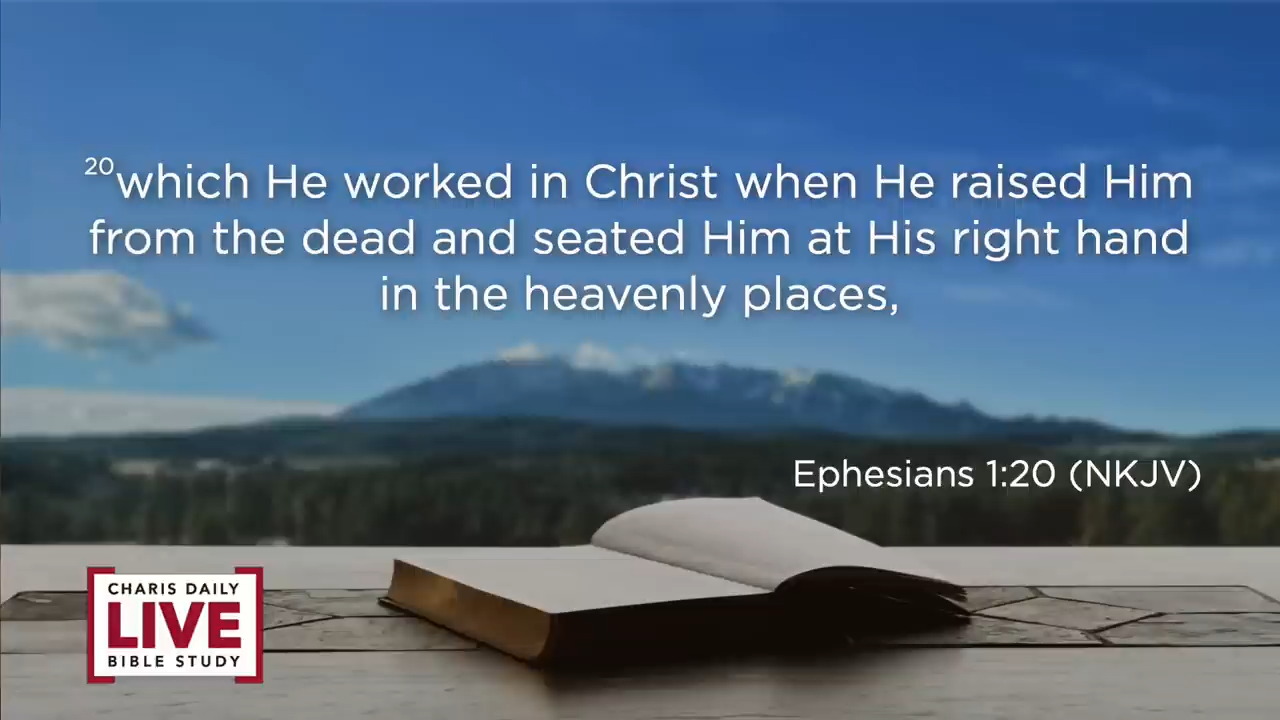 20which He worked in Christ when He raised Him
from the dead and seated Him at His right hand
in the heavenly places,
Ephesians 1:20 (NKJV)
CHARIS DAILY
LIVE
BIBLE STUDY